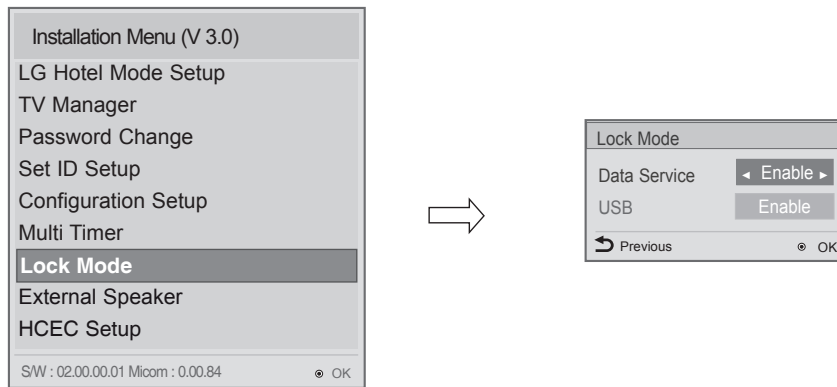 Installation Menu (V 3.0)
LG Hotel Mode Setup
TV Manager
Password Change
Set ID Setup
Configuration Setup
Multi Timer
Lock Mode
External Speaker
HCEC Setup
S/W : 02.00.00.01 Micom : 0.00.84 ◉ OK
Lock Mode
Data Service ◄ Enable ►
USB Enable
Previous ◉ OK